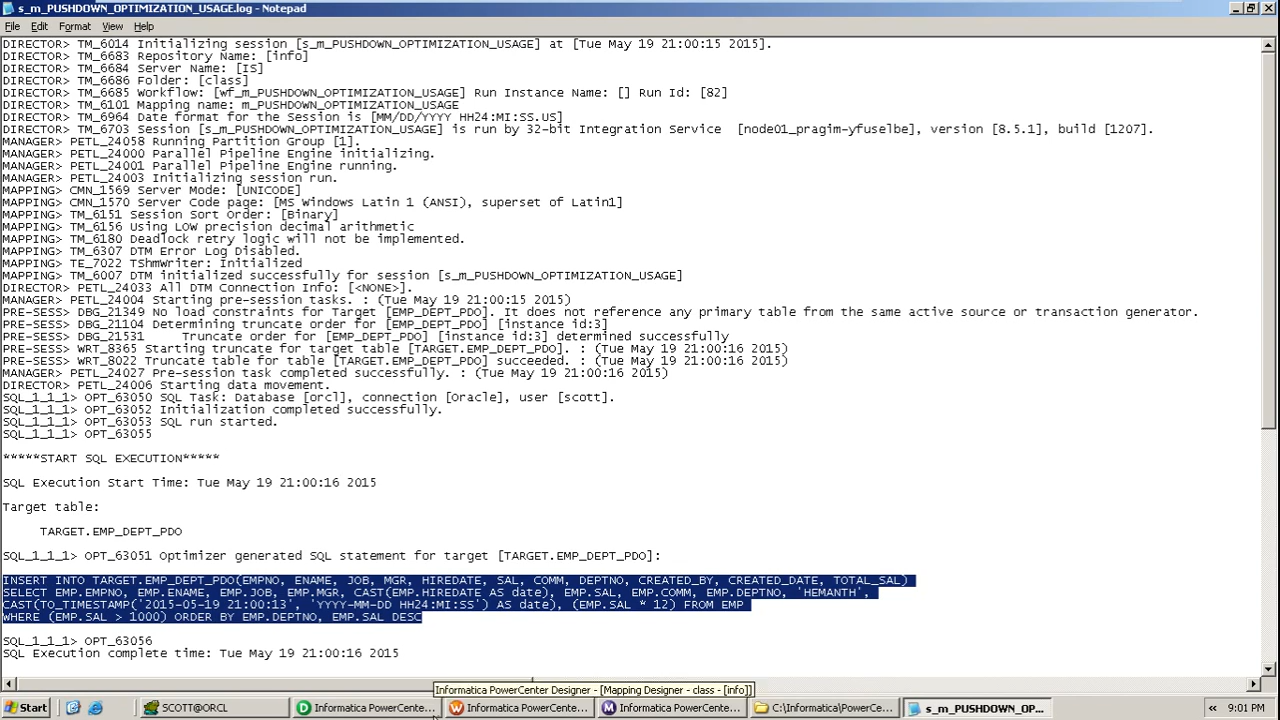 s_m_PUSHDOWN_OPTIMIZATION_USAGE.log - Notepad
File Edit Format View Help
DIRECTOR> TM_6014 Initializing session [s_m_PUSHDOWN_OPTIMIZATION_USAGE] at [Tue May 19 21:00:15 2015].
DIRECTOR> TM_6683 Repository Name: [info]
DIRECTOR> TM_6684 Server Name: [IS]
DIRECTOR> TM_6686 Folder: [class]
DIRECTOR> TM_6685 Workflow: [wf_m_PUSHDOWN_OPTIMIZATION_USAGE] Run Instance Name: [] Run Id: [82]
DIRECTOR> TM_6101 Mapping name: m_PUSHDOWN_OPTIMIZATION_USAGE
DIRECTOR> TM_6964 Date format for the Session is [MM/DD/YYYY HH24:MI:SS.US]
DIRECTOR> TM_6703 Session [s_m_PUSHDOWN_OPTIMIZATION_USAGE] is run by 32-bit Integration Service [node01_pragim-yfuselbe], version [8.5.1], build [1207].
MANAGER> PETL_24058 Running Partition Group [1].
MANAGER> PETL_24000 Parallel Pipeline Engine initializing.
MANAGER> PETL_24001 Parallel Pipeline Engine running.
MANAGER> PETL_24003 Initializing session run.
MAPPING> CMN_1569 Server Mode: [UNICODE]
MAPPING> CMN_1570 Server Code page: [MS Windows Latin 1 (ANSI), superset of Latin1]
MAPPING> TM_6151 Session Sort Order: [Binary]
MAPPING> TM_6156 Using LOW precision decimal arithmetic
MAPPING> TM_6180 Deadlock retry logic will not be implemented.
MAPPING> TM_6307 DTM Error Log Disabled.
MAPPING> TE_7022 TShmWriter: Initialized
MAPPING> TM_6007 DTM initialized successfully for session [s_m_PUSHDOWN_OPTIMIZATION_USAGE]
DIRECTOR> PETL_24033 All DTM Connection Info: [<NONE>].
MANAGER> PETL_24004 Starting pre-session tasks. : (Tue May 19 21:00:15 2015)
PRE-SESS> DBG_21349 No load constraints for Target [EMP_DEPT_PDO]. It does not reference any primary table from the same active source or transaction generator.
PRE-SESS> DBG_21104 Determining truncate order for [EMP_DEPT_PDO] [instance id:3]
PRE-SESS> DBG_21531 Truncate order for [EMP_DEPT_PDO] [instance id:3] determined successfully
PRE-SESS> WRT_8365 Starting truncate for target table [TARGET.EMP_DEPT_PDO]. : (Tue May 19 21:00:16 2015)
PRE-SESS> WRT_8022 Truncate table for table [TARGET.EMP_DEPT_PDO] succeeded. : (Tue May 19 21:00:16 2015)
MANAGER> PETL_24027 Pre-session task completed successfully. : (Tue May 19 21:00:16 2015)
DIRECTOR> PETL_24006 Starting data movement.
SQL_1_1_1> OPT_63050 SQL Task: Database [orcl], connection [Oracle], user [scott].
SQL_1_1_1> OPT_63052 Initialization completed successfully.
SQL_1_1_1> OPT_63053 SQL run started.
SQL_1_1_1> OPT_63055
*****START SQL EXECUTION*****
SQL Execution Start Time: Tue May 19 21:00:16 2015
Target table:
TARGET.EMP_DEPT_PDO
SQL_1_1_1> OPT_63051 Optimizer generated SQL statement for target [TARGET.EMP_DEPT_PDO]:
INSERT INTO TARGET.EMP_DEPT_PDO(EMPNO, ENAME, JOB, MGR, HIREDATE, SAL, COMM, DEPTNO, CREATED_BY, CREATED_DATE, TOTAL_SAL)
SELECT EMP.EMPNO, EMP.ENAME, EMP.JOB, EMP.MGR, CAST(EMP.HIREDATE AS date), EMP.SAL, EMP.COMM, EMP.DEPTNO, 'HEMANTH',
CAST(TO_TIMESTAMP('2015-05-19 21:00:13', 'YYYY-MM-DD HH24:MI:SS') AS date), (EMP.SAL * 12) FROM EMP
WHERE (EMP.SAL > 1000) ORDER BY EMP.DEPTNO, EMP.SAL DESC
SQL_1_1_1> OPT_63056
SQL Execution complete time: Tue May 19 21:00:16 2015
Informatica PowerCenter Designer - [Mapping Designer - class - [info]]
Start SCOTT@ORCL Informatica PowerCente... Informatica PowerCente... Informatica PowerCente... C:\Informatica\PowerCe... s_m_PUSHDOWN_OP... 9:01 PM